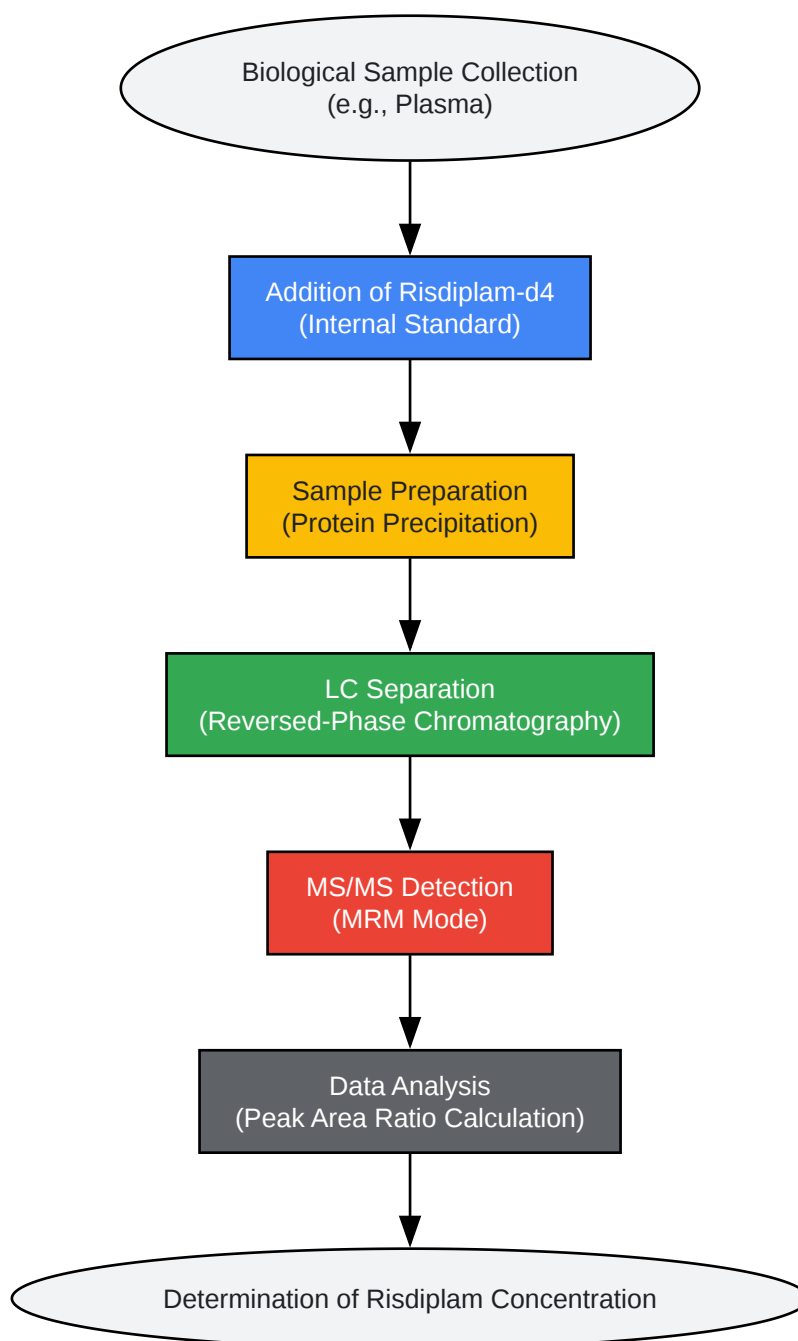 Biological Sample Collection
(e.g., Plasma)
Addition of Risdiplam-d4
(Internal Standard)
Sample Preparation
(Protein Precipitation)
LC Separation
(Reversed-Phase Chromatography)
MS/MS Detection
(MRM Mode)
Data Analysis
(Peak Area Ratio Calculation)
Determination of Risdiplam Concentration